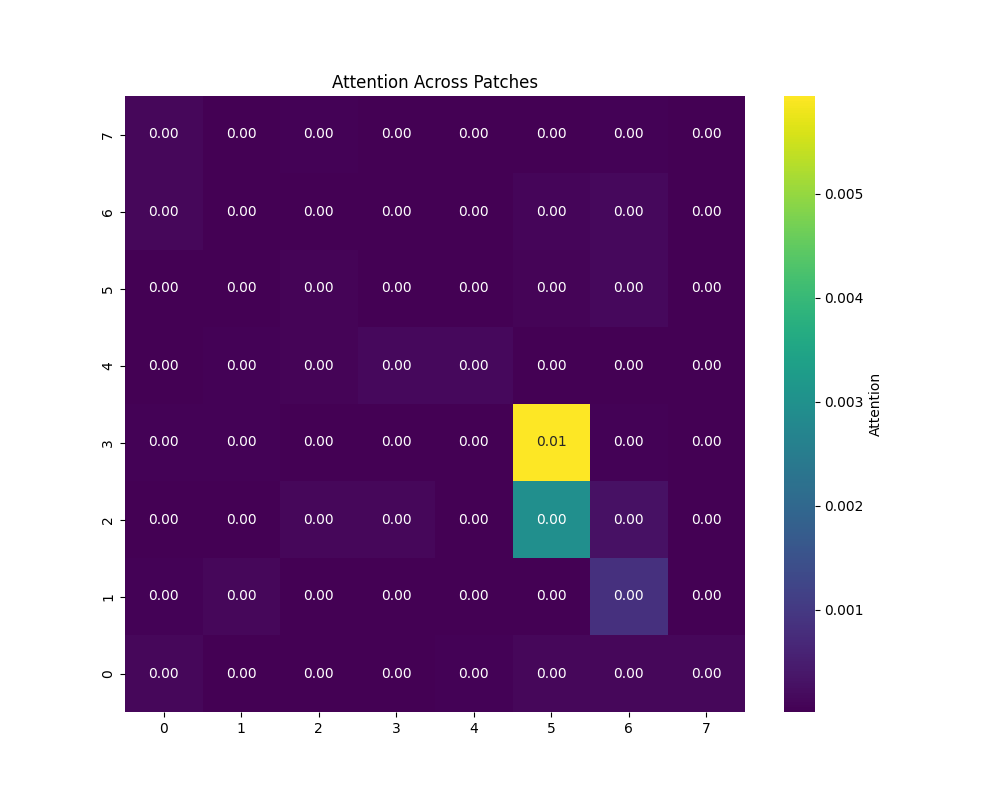 Attention Across Patches
7 0.00 0.00 0.00 0.00 0.00 0.00 0.00 0.00
6 0.00 0.00 0.00 0.00 0.00 0.00 0.00 0.00
5 0.00 0.00 0.00 0.00 0.00 0.00 0.00 0.00
4 0.00 0.00 0.00 0.00 0.00 0.00 0.00 0.00
3 0.00 0.00 0.00 0.00 0.00 0.01 0.00 0.00
2 0.00 0.00 0.00 0.00 0.00 0.00 0.00 0.00
1 0.00 0.00 0.00 0.00 0.00 0.00 0.00 0.00
0 0.00 0.00 0.00 0.00 0.00 0.00 0.00 0.00
0 1 2 3 4 5 6 7
0.005
0.004
0.003
0.002
0.001
Attention